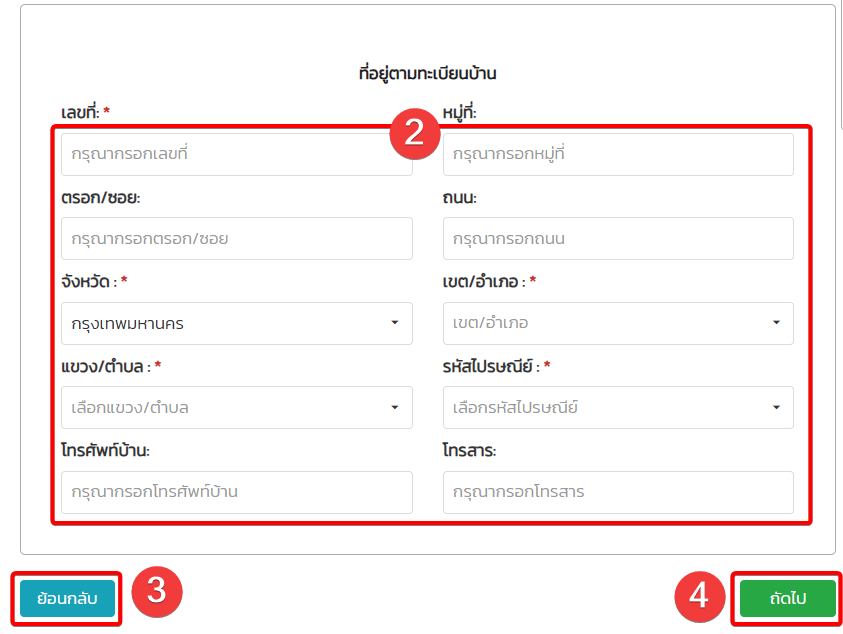 ที่อยู่ตามทะเบียนบ้าน
เลขที่: * หมู่ที่:
2
กรุณากรอกเลขที่ กรุณากรอกหมู่ที่
ตรอก/ซอย: ถนน:
กรุณากรอกตรอก/ซอย กรุณากรอกถนน
จังหวัด : * เขต/อำเภอ : *
กรุงเทพมหานคร เขต/อำเภอ
แขวง/ตำบล : * รหัสไปรษณีย์ : *
เลือกแขวง/ตำบล เลือกรหัสไปรษณีย์
โทรศัพท์บ้าน: โทรสาร:
กรุณากรอกโทรศัพท์บ้าน กรุณากรอกโทรสาร
ย้อนกลับ 3 4 ถัดไป